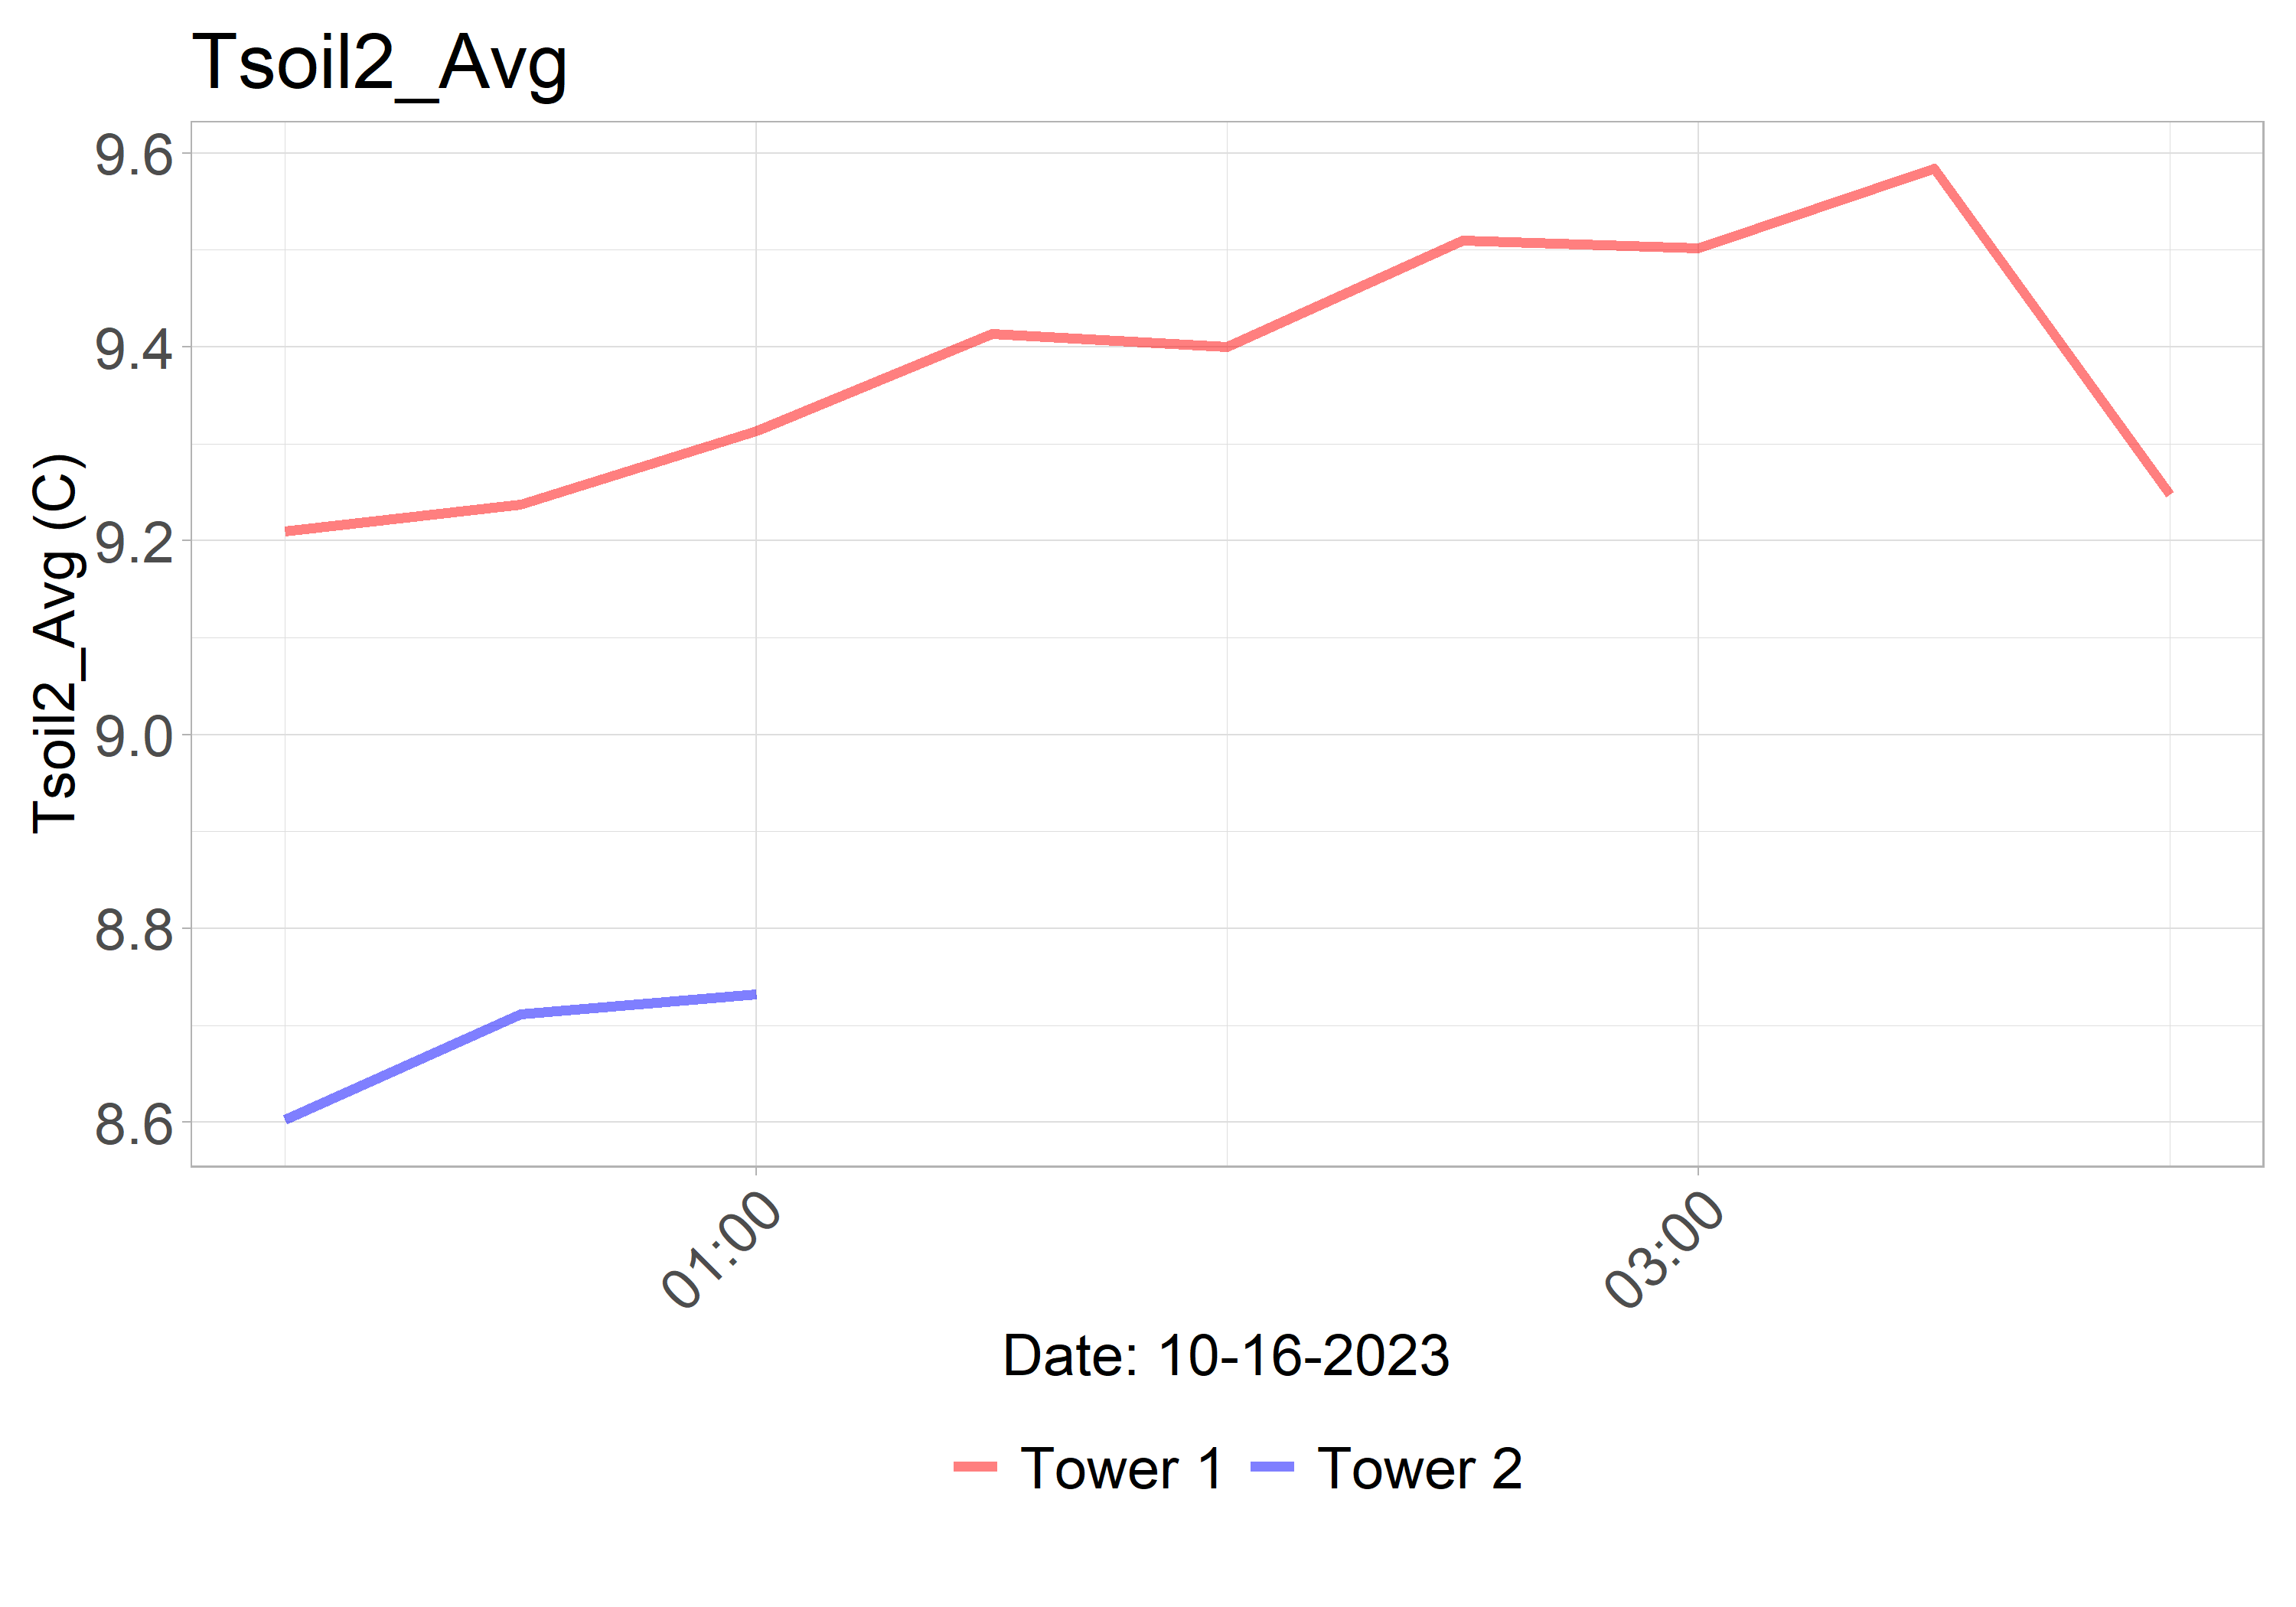 Tsoil2_Avg
Tsoil2_Avg (C)
9.6
9.4
9.2
9.0
8.8
8.6
01:00
03:00
Date: 10-16-2023
Tower 1
Tower 2